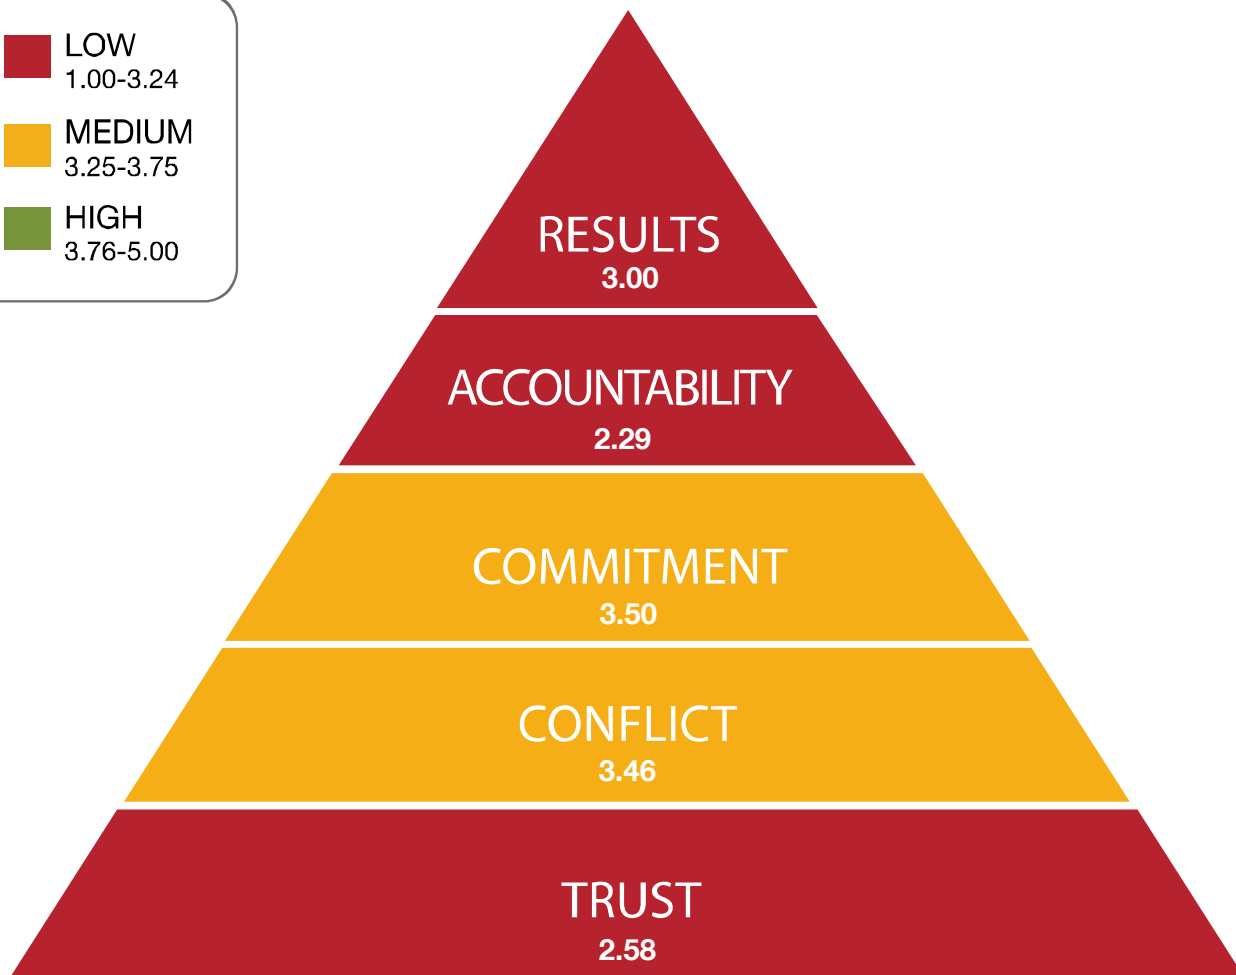 LOW
1.00-3.24
MEDIUM
3.25-3.75
HIGH
3.76-5.00
RESULTS
3.00
ACCOUNTABILITY
2.29
COMMITMENT
3.50
CONFLICT
3.46
TRUST
2.58